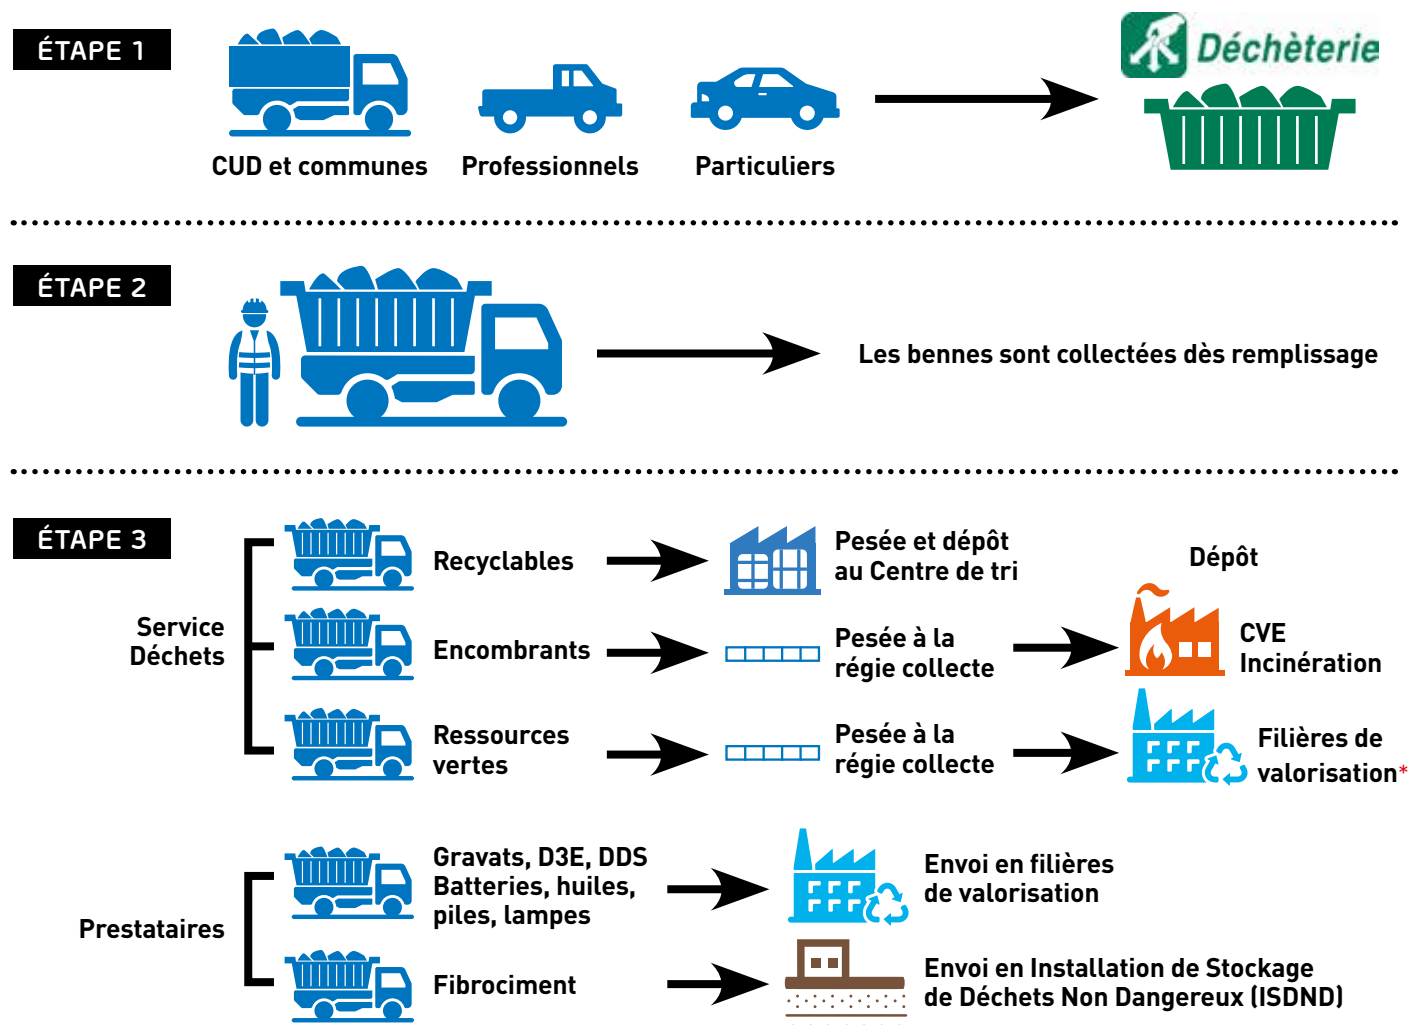 ÉTAPE 1
Déchèterie
CUD et communes
Professionnels
Particuliers
ÉTAPE 2
Les bennes sont collectées dès remplissage
ÉTAPE 3
Service
Déchets
Recyclables
Pesée et dépôt
au Centre de tri
Dépôt
Encombrants
Pesée à la
régie collecte
CVE
Incinération
Ressources
vertes
Pesée à la
régie collecte
Filières de
valorisation*
Prestataires
Gravats, D3E, DDS
Batteries, huiles,
piles, lampes
Envoi en filières
de valorisation
Fibrociment
Envoi en Installation de Stockage
de Déchets Non Dangereux (ISDND)